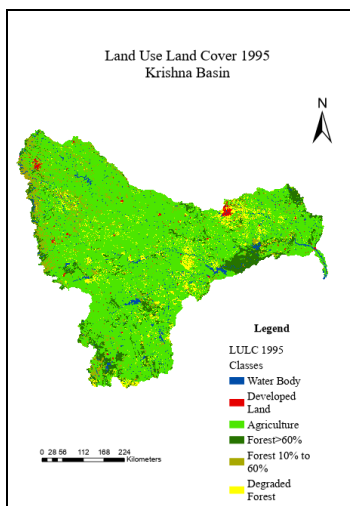 Land Use Land Cover 1995
Krishna Basin
N
Legend
LULC 1995
Classes
Water Body
Developed
Land
Agriculture
Forest>60%
Forest 10% to
60%
Degraded
Forest
0 28 56 112 168 224
Kilometers